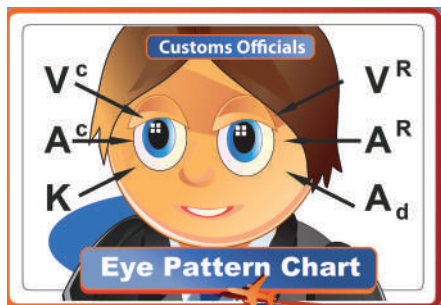 Customs Officials
V^c V^R
A^c A^R
K A_d
Eye Pattern Chart